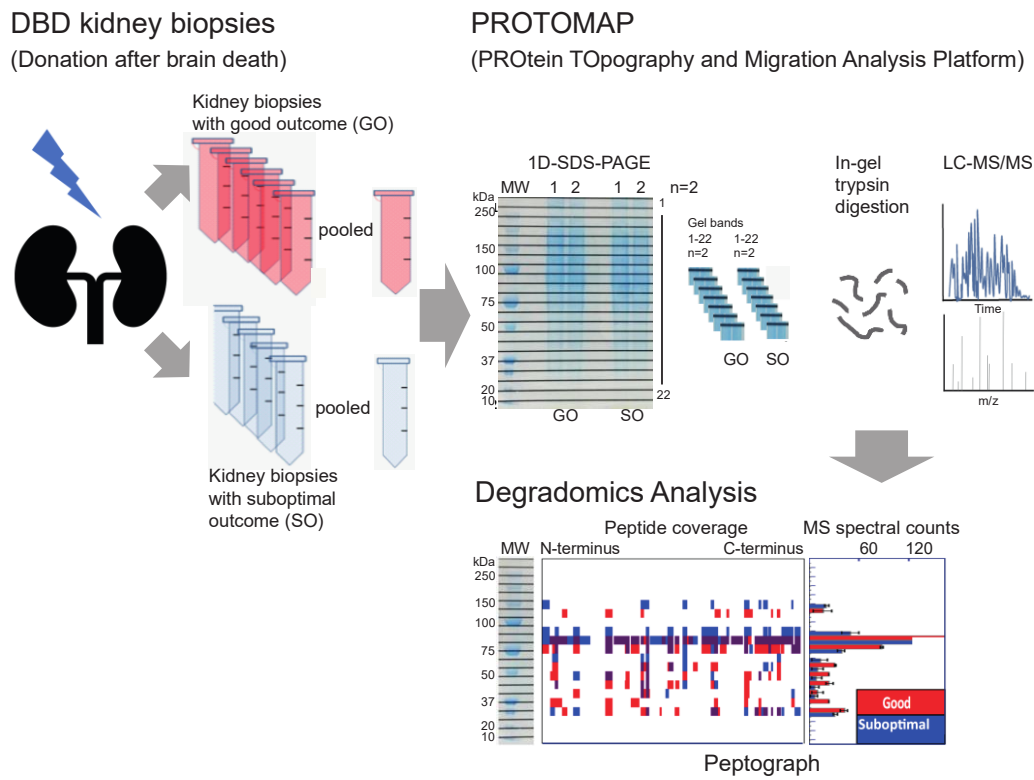 DBD kidney biopsies
(Donation after brain death)
Kidney biopsies
with good outcome (GO)
pooled
pooled
Kidney biopsies
with suboptimal
outcome (SO)
PROTOMAP
(PROtein TOpography and Migration Analysis Platform)
1D-SDS-PAGE
MW 1 2 1 2 n=2
kDa
250
150
100
75
50
37
20
10
1
22
GO SO
Gel bands
1-22 1-22
n=2 n=2
GO SO
In-gel
trypsin
digestion
LC-MS/MS
Time
m/z
Degradomics Analysis
Peptide coverage
MS spectral counts
MW N-terminus C-terminus 60 120
kDa
250
150
100
75
50
37
20
10
Good
Suboptimal
Peptograph